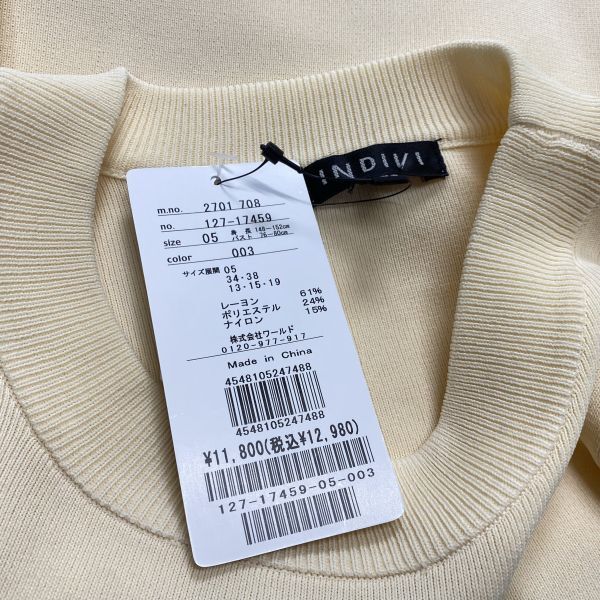 INDIVI
m.no. 2701 708
no. 127-17459
size 05 身長 148~152cm
バスト 76~80cm
color 003
サイズ展開 05
34・38
13・15・19
レーヨン 61%
ポリエステル 24%
ナイロン 15%
株式会社ワールド
0120-977-917
Made in China
4548105247488
4548105247488
¥11,800(税込¥12,980)
127-17459-05-003